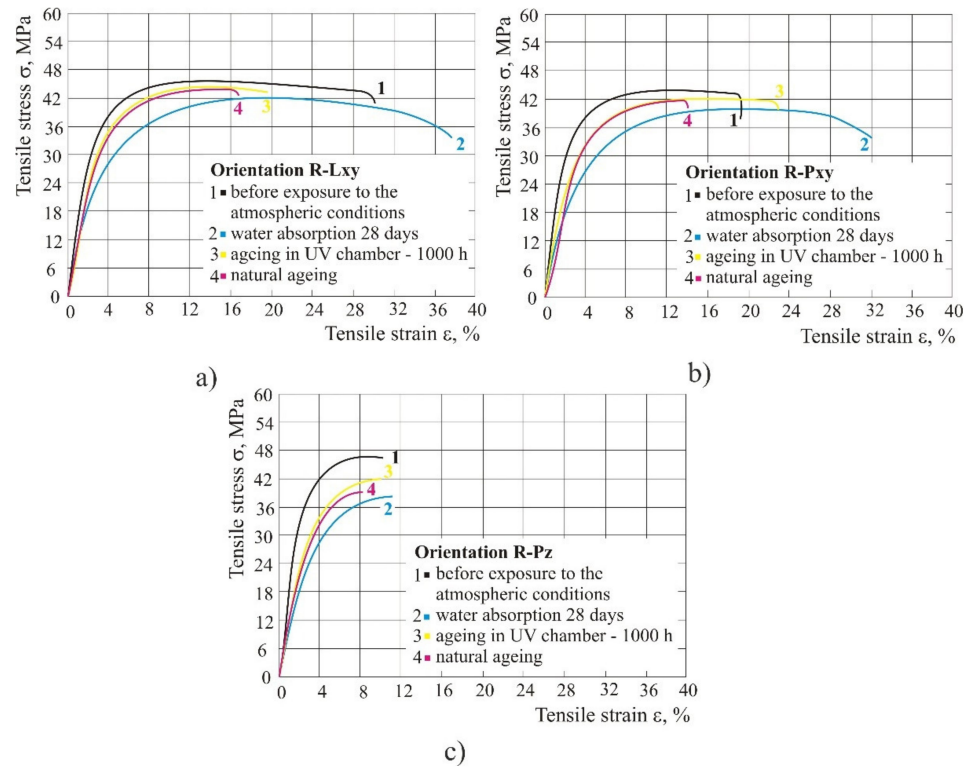 60
54
48
42
36
30
24
18
12
6
0
Tensile stress σ, MPa
1
2
3
4
Orientation R-Lxy
1 before exposure to the
atmospheric conditions
2 water absorption 28 days
3 ageing in UV chamber - 1000 h
4 natural ageing
0 4 8 12 16 20 24 28 32 36 40
Tensile strain ε, %
a)
60
54
48
42
36
30
24
18
12
6
0
Tensile stress σ, MPa
3
4
1
2
Orientation R-Pxy
1 before exposure to the
atmospheric conditions
2 water absorption 28 days
3 ageing in UV chamber - 1000 h
4 natural ageing
0 4 8 12 16 20 24 28 32 36 40
Tensile strain ε, %
b)
60
54
48
42
36
30
24
18
12
6
0
Tensile stress σ, MPa
1
3
4
2
Orientation R-Pz
1 before exposure to the
atmospheric conditions
2 water absorption 28 days
3 ageing in UV chamber - 1000 h
4 natural ageing
0 4 8 12 16 20 24 28 32 36 40
Tensile strain ε, %
c)